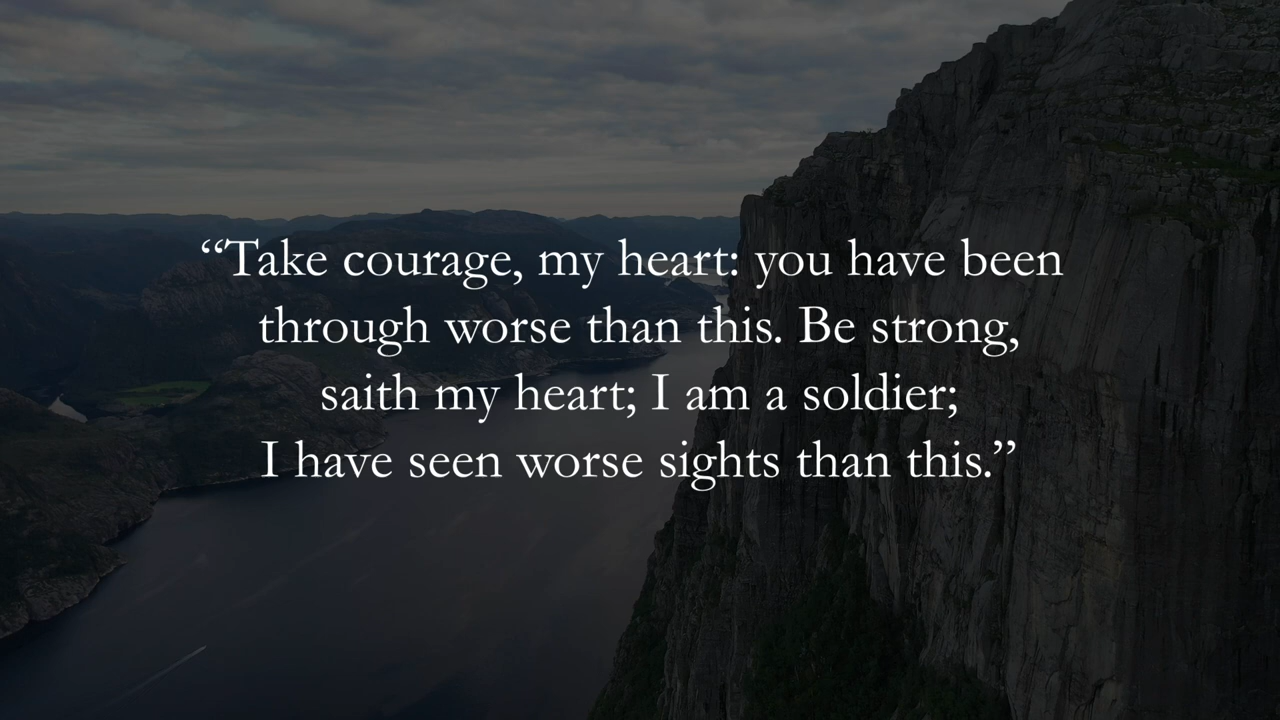 “Take courage, my heart: you have been
through worse than this. Be strong,
saith my heart; I am a soldier;
I have seen worse sights than this.”